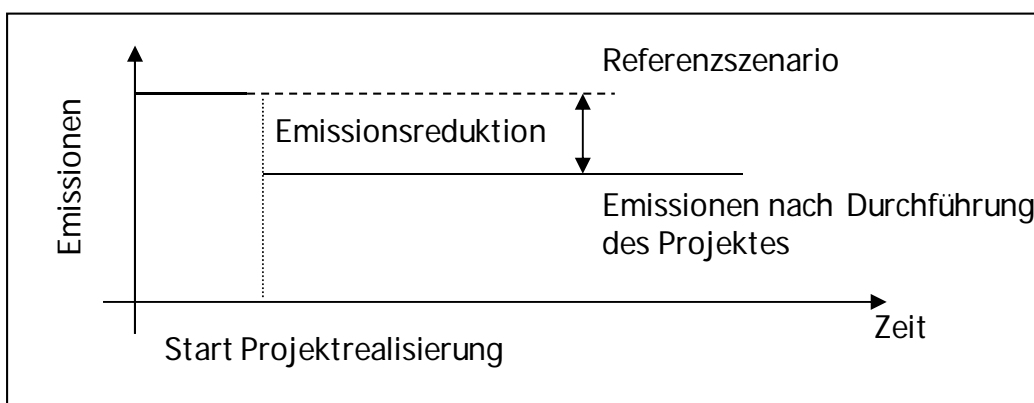 Referenzszenario
Emissionen
Emissionsreduktion
Emissionen nach Durchführung
des Projektes
Zeit
Start Projektrealisierung